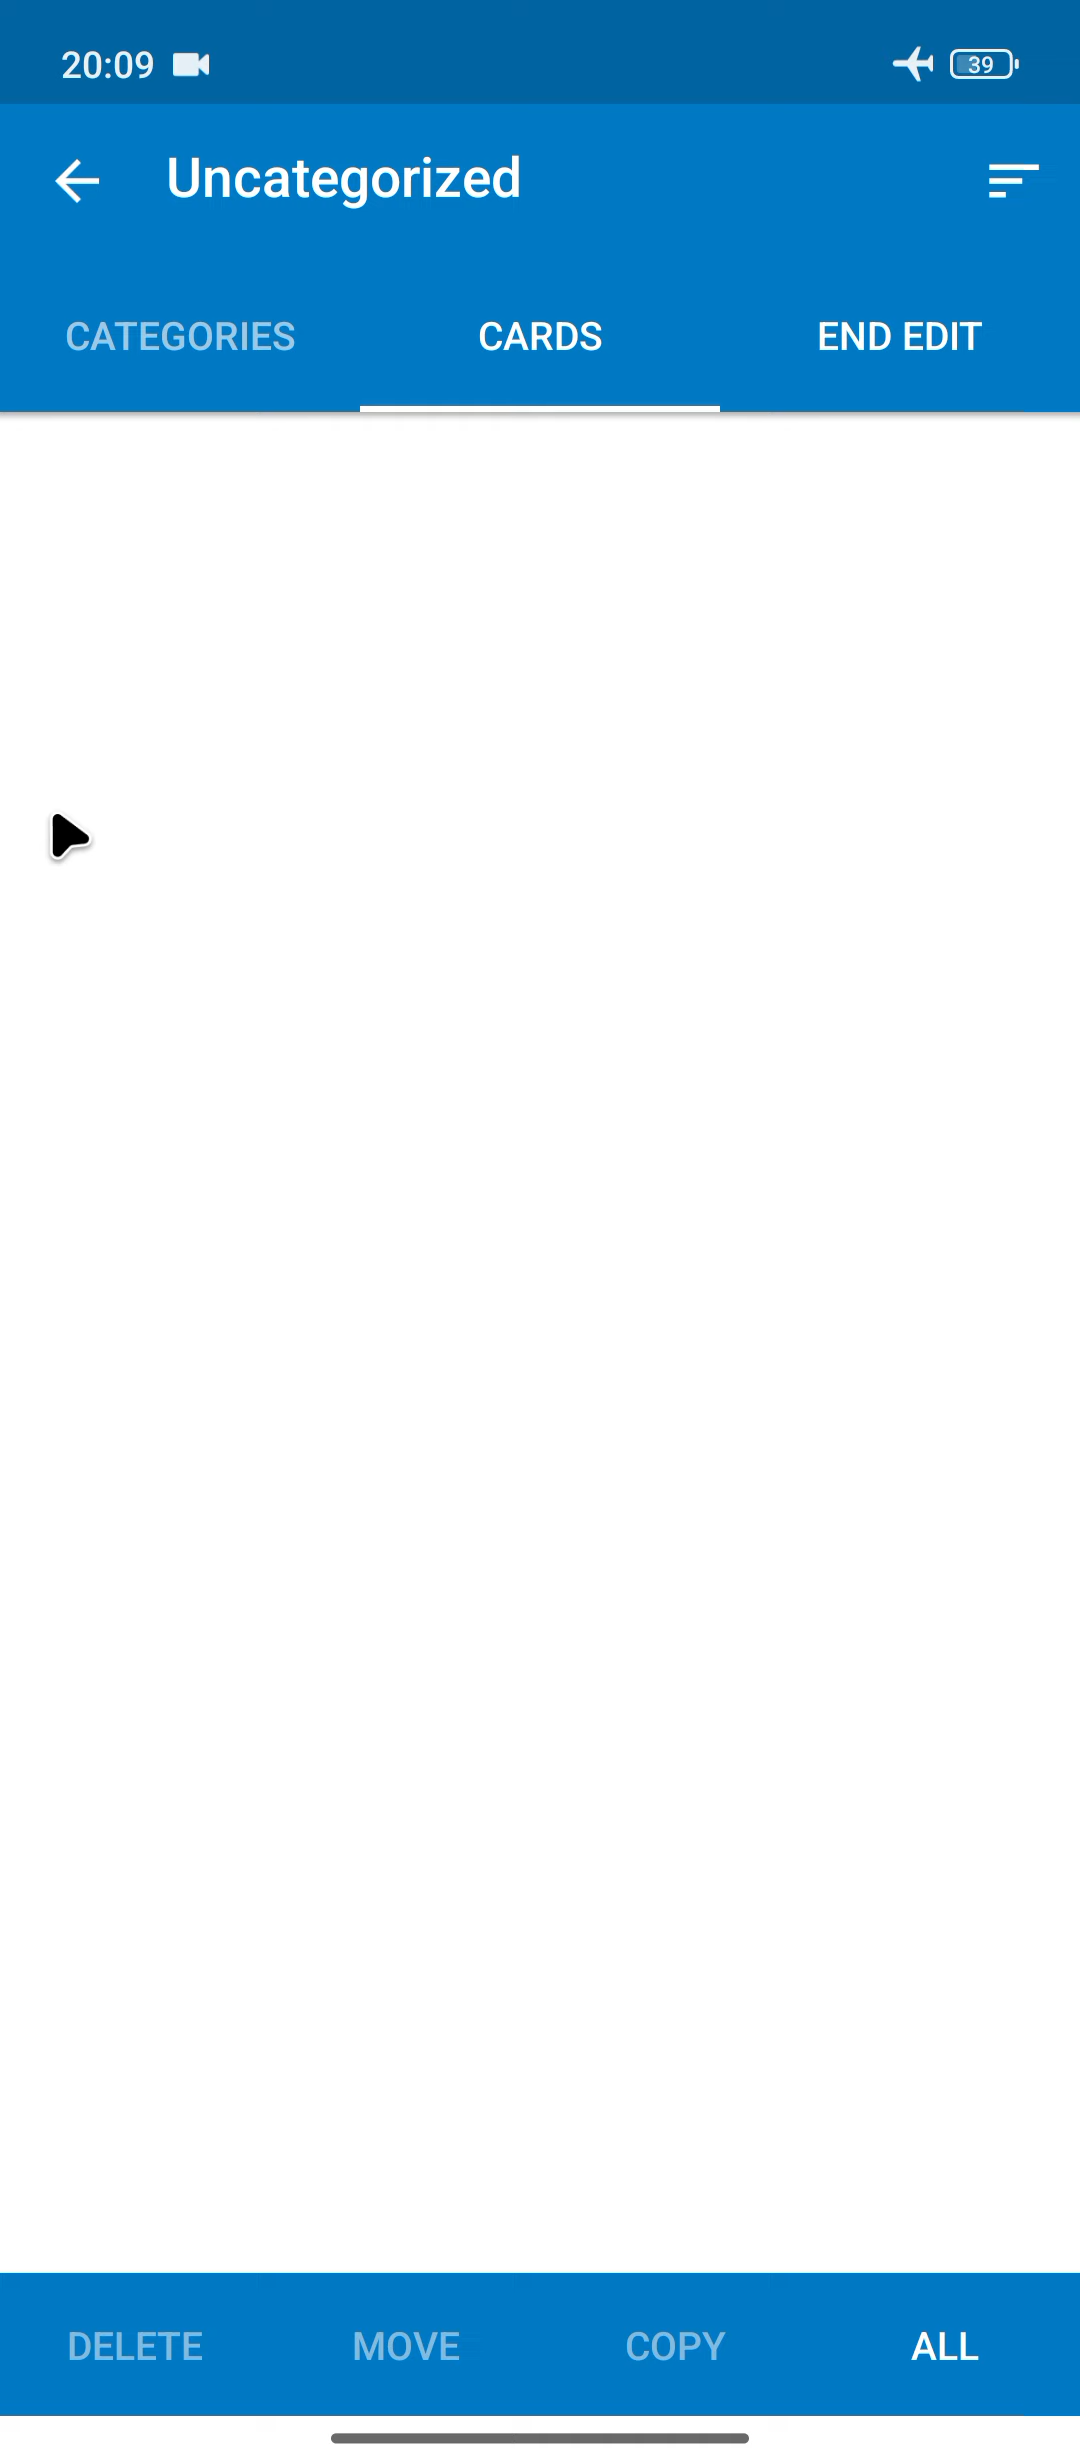 20:09
39
Uncategorized
CATEGORIES
CARDS
END EDIT
DELETE
MOVE
COPY
ALL